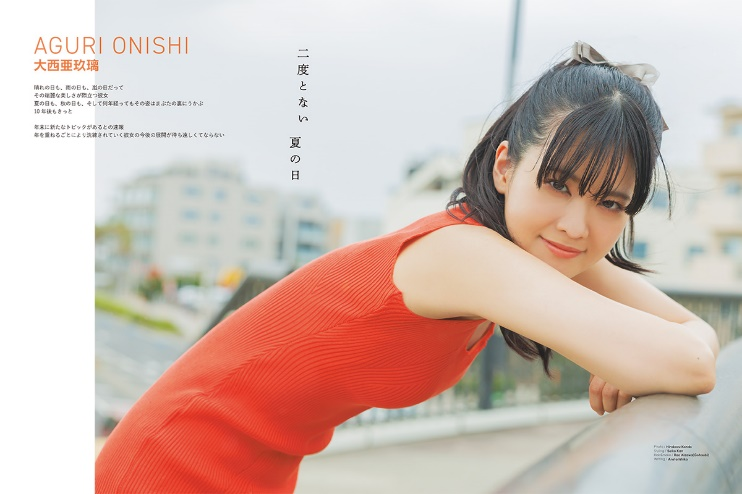 AGURI ONISHI
大西亜玖璃
晴れの日も、雨の日も、嵐の日だって
その端麗な美しさが際立つ彼女
夏の日も、秋の日も、そして何年経ってもその姿はまぶたの裏にうかぶ
10年後もきっと
年末に新たなトピックがあるとの速報
年を重ねるごとにより洗練されていく彼女の今後の展開が待ち遠しくてならない
二度とない 夏の日